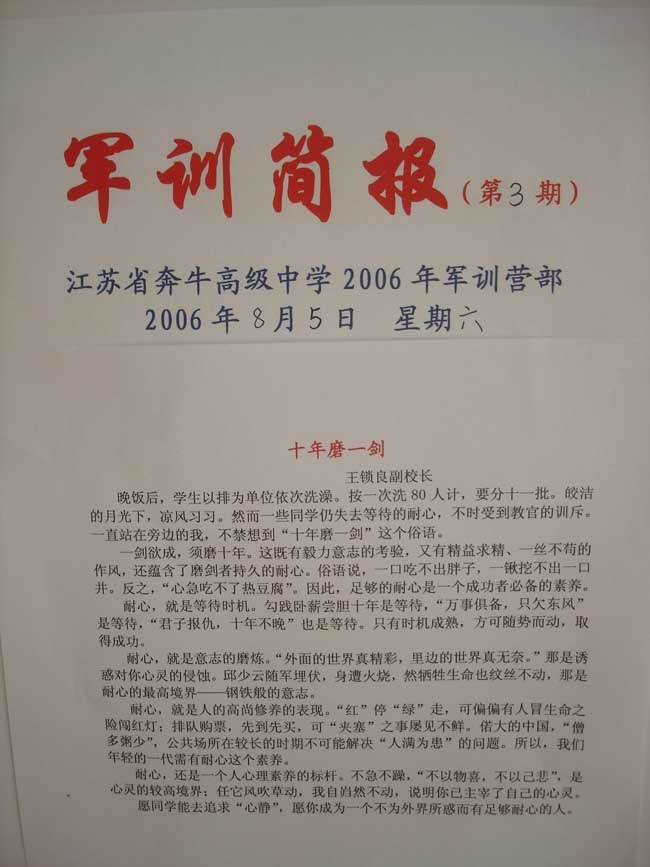 军训简报（第3期）
江苏省奔牛高级中学2006年军训营部
2006年8月5日 星期六
十年磨一剑
王锁良副校长
晚饭后，学生以排为单位依次洗澡。按一次洗80人计，要分十一批。皎洁
的月光下，凉风习习。然而一些同学仍失去等待的耐心，不时受到教官的训斥。
一直站在旁边的我，不禁想到“十年磨一剑”这个俗语。
一剑欲成，须磨十年。这既有毅力意志的考验，又有精益求精、一丝不苟的
作风，还蕴含了磨剑者持久的耐心。俗语说，一口吃不出胖子，一锹挖不出一口
井。反之，“心急吃不了热豆腐”。因此，足够的耐心是一个成功者必备的素养。
耐心，就是等待时机。勾践卧薪尝胆十年是等待，“万事俱备，只欠东风”
是等待，“君子报仇，十年不晚”也是等待。只有时机成熟，方可随势而动，取
得成功。
耐心，就是意志的磨炼。“外面的世界真精彩，里边的世界真无奈。”那是诱
惑对你心灵的侵蚀。邱少云随军埋伏，身遭火烧，然牺牲生命也纹丝不动，那是
耐心的最高境界——钢铁般的意志。
耐心，就是人的高尚修养的表现。“红”停“绿”走，可偏偏有人冒生命之
险闯红灯；排队购票，先到先买，可“夹塞”之事屡见不鲜。偌大的中国，“僧
多粥少”，公共场所在较长的时期不可能解决“人满为患”的问题。所以，我们
年轻的一代需有耐心这个素养。
耐心，还是一个人心理素养的标杆。不急不躁，“不以物喜，不以己悲”，是
心灵的较高境界；任它风吹草动，我自岿然不动，说明你已主宰了自己的心灵。
愿同学能去追求“心静”，愿你成为一个不为外界所惑而有足够耐心的人。